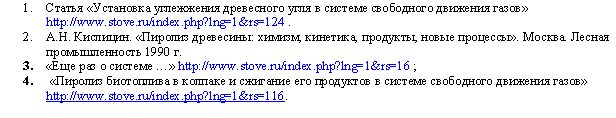 1. Статья «Установка углежжения древесного угля в системе свободного движения газов»
http://www.stove.ru/index.php?lng=1&rs=124 .
2. А.Н. Кислицин. «Пиролиз древесины: химизм, кинетика, продукты, новые процессы». Москва. Лесная
промышленность 1990 г.
3. «Еще раз о системе …» http://www.stove.ru/index.php?lng=1&rs=16 ;
4. «Пиролиз биотоплива в колпаке и сжигание его продуктов в системе свободного движения газов»
http://www.stove.ru/index.php?lng=1&rs=116.